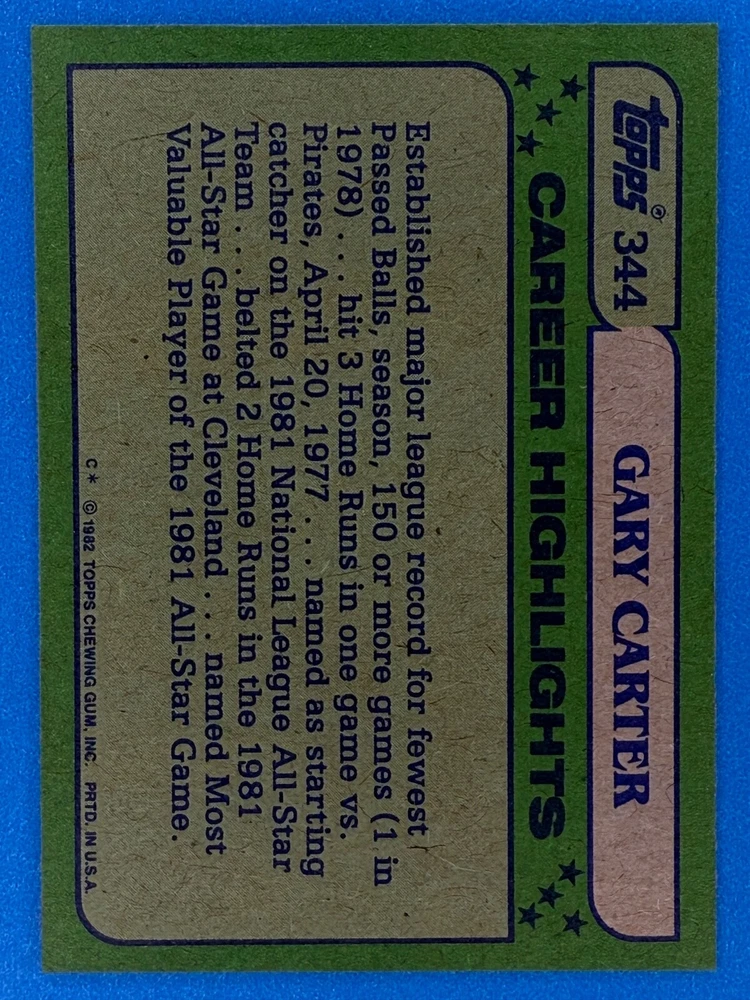 topps® 344
GARY CARTER
CAREER HIGHLIGHTS
Established major league record for fewest
Passed Balls, season, 150 or more games (1 in
1978) . . . hit 3 Home Runs in one game vs.
Pirates, April 20, 1977 . . . named as starting
catcher on the 1981 National League All-Star
Team . . . belted 2 Home Runs in the 1981
All-Star Game at Cleveland . . . named Most
Valuable Player of the 1981 All-Star Game.
C* © 1982 TOPPS CHEWING GUM, INC. PRTD. IN U.S.A.